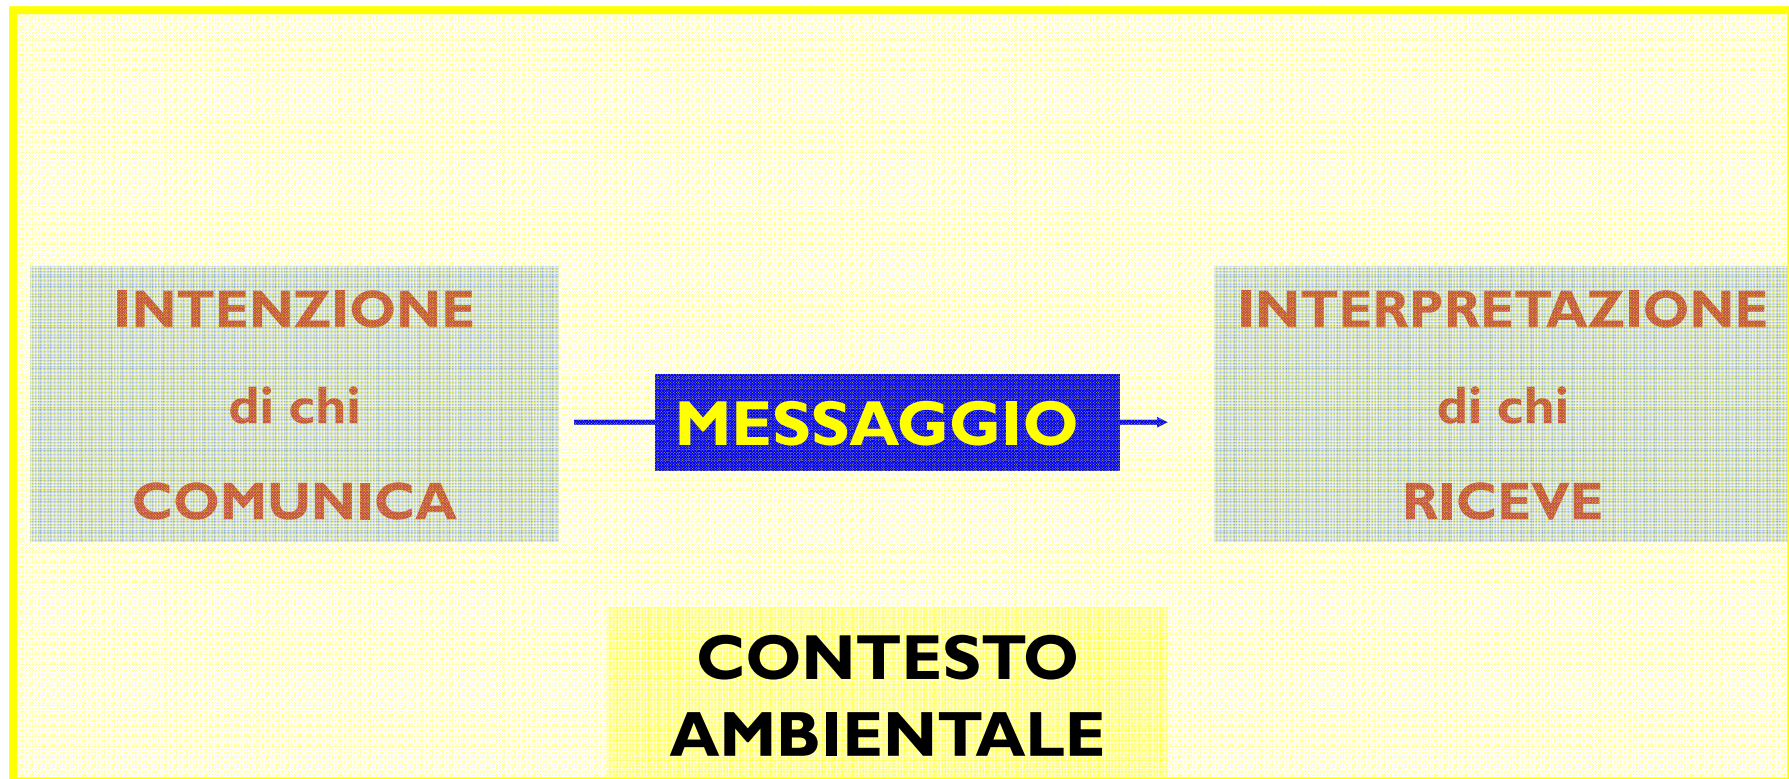 INTENZIONE
di chi
COMUNICA
MESSAGGIO
INTERPRETAZIONE
di chi
RICEVE
CONTESTO
AMBIENTALE